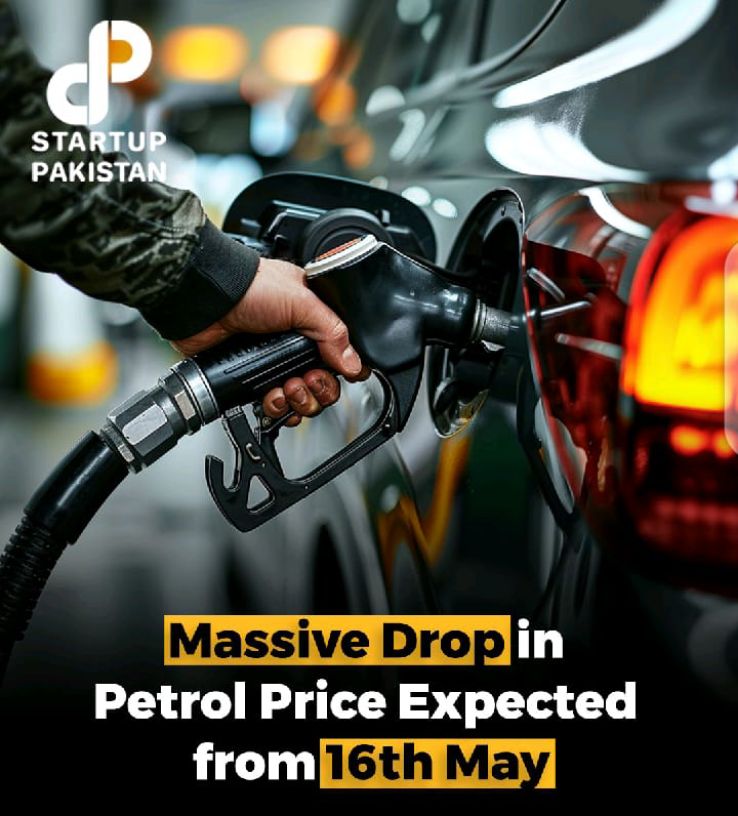 STARTUP
PAKISTAN
Massive Drop in
Petrol Price Expected
from 16th May